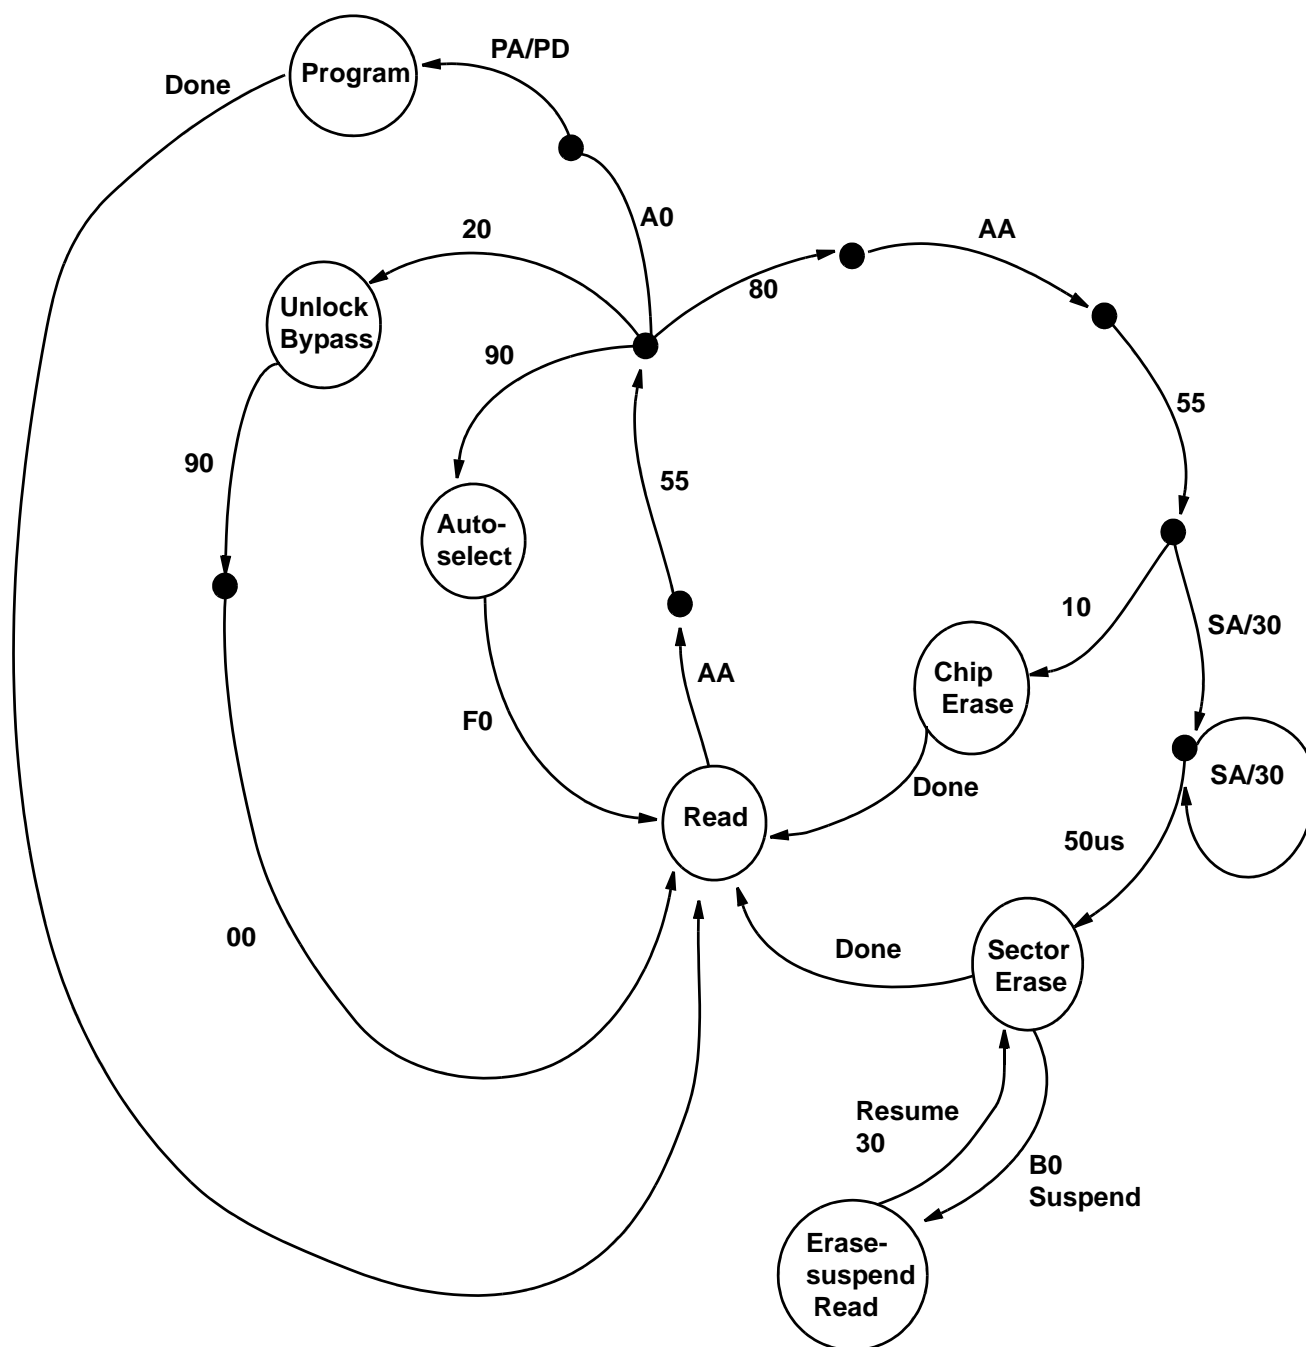 PA/PD
Program
Done
A0
20
AA
80
Unlock
Bypass
90
55
90
55
Auto-
select
10
SA/30
AA
Chip
Erase
F0
SA/30
Done
Read
50us
00
Done
Sector
Erase
Resume
30
B0
Suspend
Erase-
suspend
Read